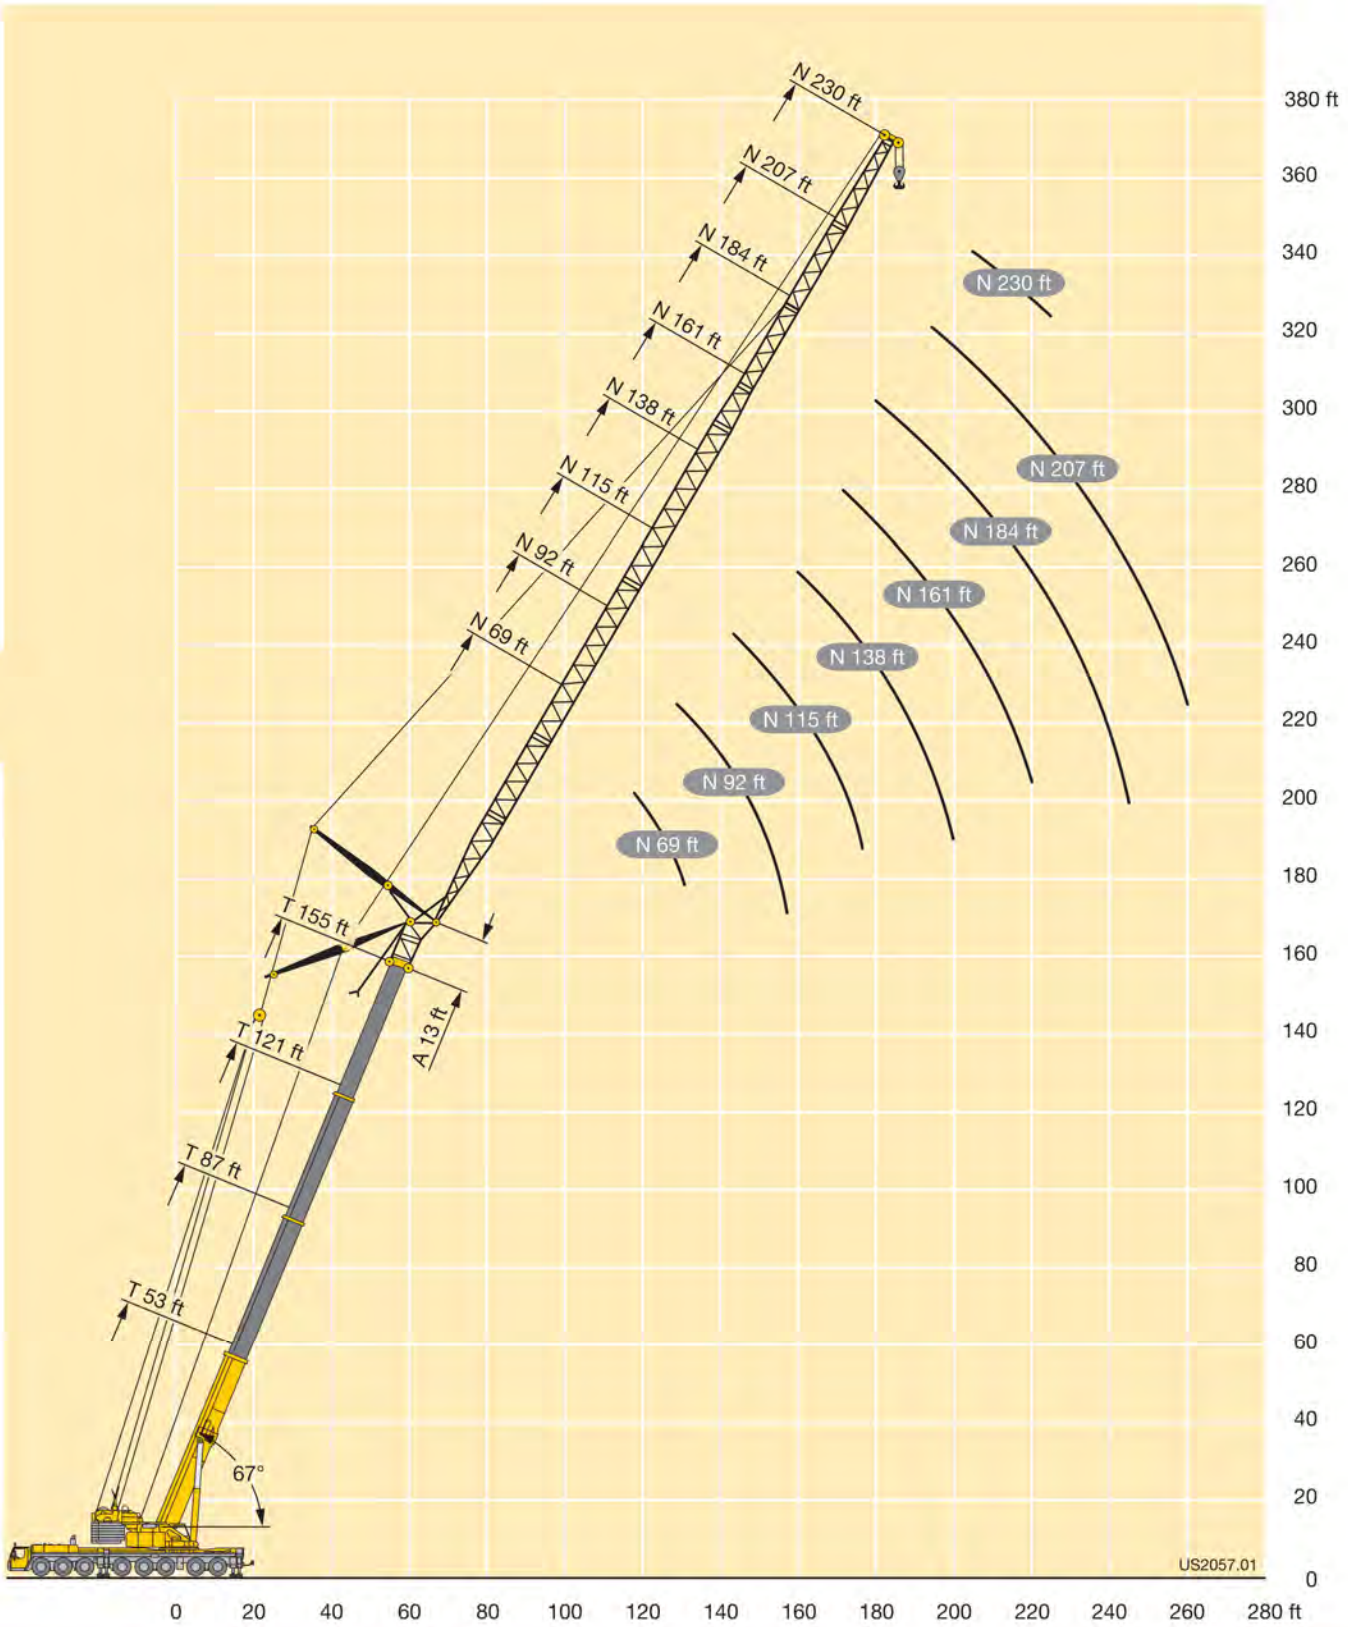 N 230 ft
380 ft
N 207 ft
360
N 184 ft
340
N 230 ft
N 161 ft
320
N 138 ft
300
N 207 ft
N 115 ft
280
N 184 ft
N 92 ft
260
N 161 ft
N 69 ft
240
N 138 ft
220
N 115 ft
200
N 92 ft
N 69 ft
180
T 155 ft
160
A 13 ft
140
T 121 ft
120
T 87 ft
100
80
T 53 ft
60
40
67°
20
US2057.01
0
0 20 40 60 80 100 120 140 160 180 200 220 240 260 280 ft